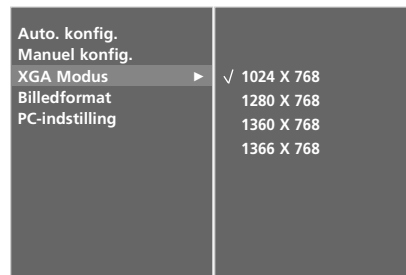 Auto. konfig.
Manuel konfig.
XGA Modus ►
Billedformat
PC-indstilling
√ 1024 X 768
1280 X 768
1360 X 768
1366 X 768